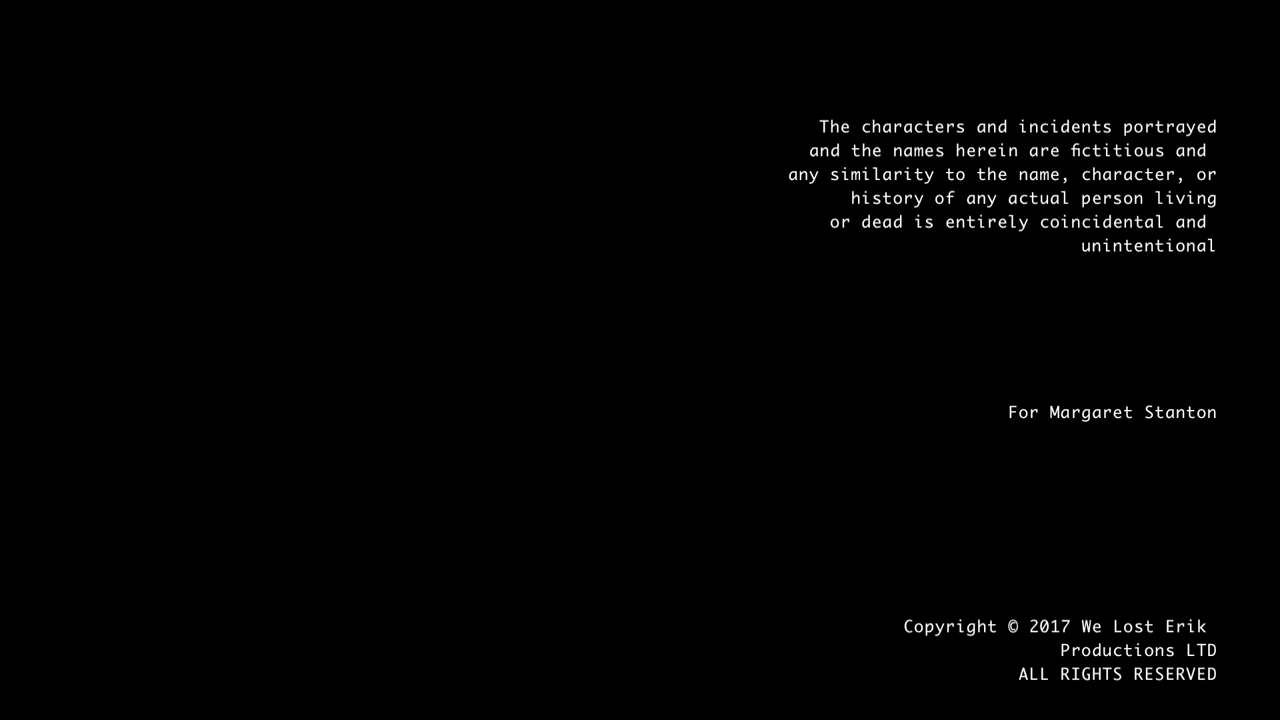 The characters and incidents portrayed
and the names herein are fictitious and
any similarity to the name, character, or
history of any actual person living
or dead is entirely coincidental and
unintentional
For Margaret Stanton
Copyright © 2017 We Lost Erik
Productions LTD
ALL RIGHTS RESERVED